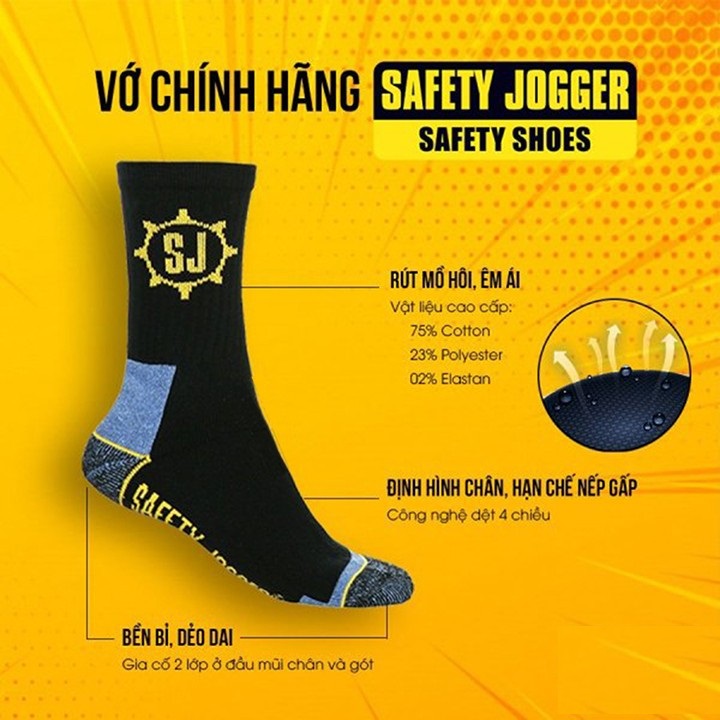 VỚ CHÍNH HÃNG SAFETY JOGGER
SAFETY SHOES
SJ
RÚT MỒ HÔI, ÊM ÁI
Vật liệu cao cấp:
75% Cotton
23% Polyester
02% Elastan
ĐỊNH HÌNH CHÂN, HẠN CHẾ NẾP GẤP
Công nghệ dệt 4 chiều
SAFETY JOGGER
BỀN BỈ, DẺO DAI
Gia cố 2 lớp ở đầu mũi chân và gót